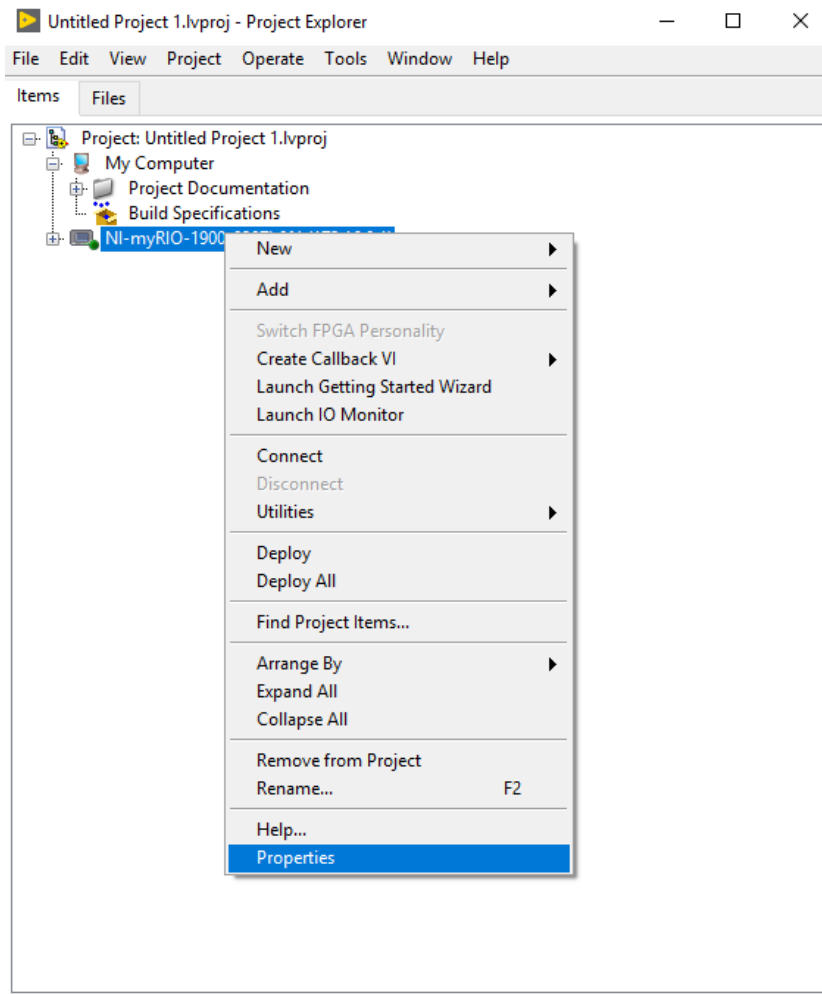 Untitled Project 1.lvproj - Project Explorer
File Edit View Project Operate Tools Window Help
Items Files
Project: Untitled Project 1.lvproj
My Computer
Project Documentation
Build Specifications
NI-myRIO-1900
New
Add
Switch FPGA Personality
Create Callback VI
Launch Getting Started Wizard
Launch IO Monitor
Connect
Disconnect
Utilities
Deploy
Deploy All
Find Project Items...
Arrange By
Expand All
Collapse All
Remove from Project
Rename... F2
Help...
Properties